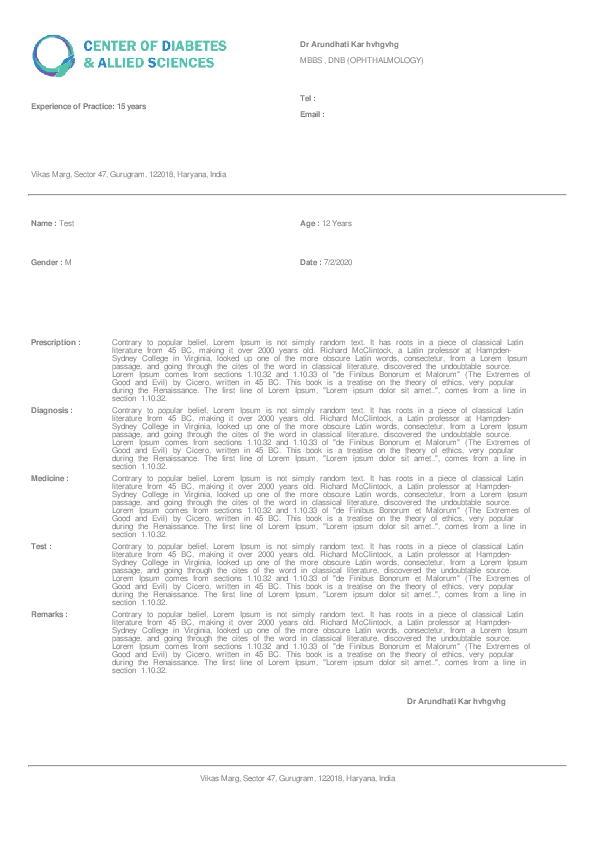 CENTER OF DIABETES
& ALLIED SCIENCES
Dr Arundhati Kar hvhgvhg
MBBS , DNB (OPHTHALMOLOGY)
Tel :
Experience of Practice: 15 years
Email :
Vikas Marg, Sector 47, Gurugram, 122018, Haryana, India
Name : Test
Age : 12 Years
Gender : M
Date : 7/2/2020
Prescription : Contrary to popular belief, Lorem Ipsum is not simply random text. It has roots in a piece of classical Latin
literature from 45 BC, making it over 2000 years old. Richard McClintock, a Latin professor at Hampden-
Sydney College in Virginia, looked up one of the more obscure Latin words, consectetur, from a Lorem Ipsum
passage, and going through the cites of the word in classical literature, discovered the undoubtable source.
Lorem Ipsum comes from sections 1.10.32 and 1.10.33 of "de Finibus Bonorum et Malorum" (The Extremes of
Good and Evil) by Cicero, written in 45 BC. This book is a treatise on the theory of ethics, very popular
during the Renaissance. The first line of Lorem Ipsum, "Lorem ipsum dolor sit amet..", comes from a line in
section 1.10.32.
Diagnosis : Contrary to popular belief, Lorem Ipsum is not simply random text. It has roots in a piece of classical Latin
literature from 45 BC, making it over 2000 years old. Richard McClintock, a Latin professor at Hampden-
Sydney College in Virginia, looked up one of the more obscure Latin words, consectetur, from a Lorem Ipsum
passage, and going through the cites of the word in classical literature, discovered the undoubtable source.
Lorem Ipsum comes from sections 1.10.32 and 1.10.33 of "de Finibus Bonorum et Malorum" (The Extremes of
Good and Evil) by Cicero, written in 45 BC. This book is a treatise on the theory of ethics, very popular
during the Renaissance. The first line of Lorem Ipsum, "Lorem ipsum dolor sit amet..", comes from a line in
section 1.10.32.
Medicine : Contrary to popular belief, Lorem Ipsum is not simply random text. It has roots in a piece of classical Latin
literature from 45 BC, making it over 2000 years old. Richard McClintock, a Latin professor at Hampden-
Sydney College in Virginia, looked up one of the more obscure Latin words, consectetur, from a Lorem Ipsum
passage, and going through the cites of the word in classical literature, discovered the undoubtable source.
Lorem Ipsum comes from sections 1.10.32 and 1.10.33 of "de Finibus Bonorum et Malorum" (The Extremes of
Good and Evil) by Cicero, written in 45 BC. This book is a treatise on the theory of ethics, very popular
during the Renaissance. The first line of Lorem Ipsum, "Lorem ipsum dolor sit amet..", comes from a line in
section 1.10.32.
Test : Contrary to popular belief, Lorem Ipsum is not simply random text. It has roots in a piece of classical Latin
literature from 45 BC, making it over 2000 years old. Richard McClintock, a Latin professor at Hampden-
Sydney College in Virginia, looked up one of the more obscure Latin words, consectetur, from a Lorem Ipsum
passage, and going through the cites of the word in classical literature, discovered the undoubtable source.
Lorem Ipsum comes from sections 1.10.32 and 1.10.33 of "de Finibus Bonorum et Malorum" (The Extremes of
Good and Evil) by Cicero, written in 45 BC. This book is a treatise on the theory of ethics, very popular
during the Renaissance. The first line of Lorem Ipsum, "Lorem ipsum dolor sit amet..", comes from a line in
section 1.10.32.
Remarks : Contrary to popular belief, Lorem Ipsum is not simply random text. It has roots in a piece of classical Latin
literature from 45 BC, making it over 2000 years old. Richard McClintock, a Latin professor at Hampden-
Sydney College in Virginia, looked up one of the more obscure Latin words, consectetur, from a Lorem Ipsum
passage, and going through the cites of the word in classical literature, discovered the undoubtable source.
Lorem Ipsum comes from sections 1.10.32 and 1.10.33 of "de Finibus Bonorum et Malorum" (The Extremes of
Good and Evil) by Cicero, written in 45 BC. This book is a treatise on the theory of ethics, very popular
during the Renaissance. The first line of Lorem Ipsum, "Lorem ipsum dolor sit amet..", comes from a line in
section 1.10.32.
Dr Arundhati Kar hvhgvhg
Vikas Marg, Sector 47, Gurugram, 122018, Haryana, India